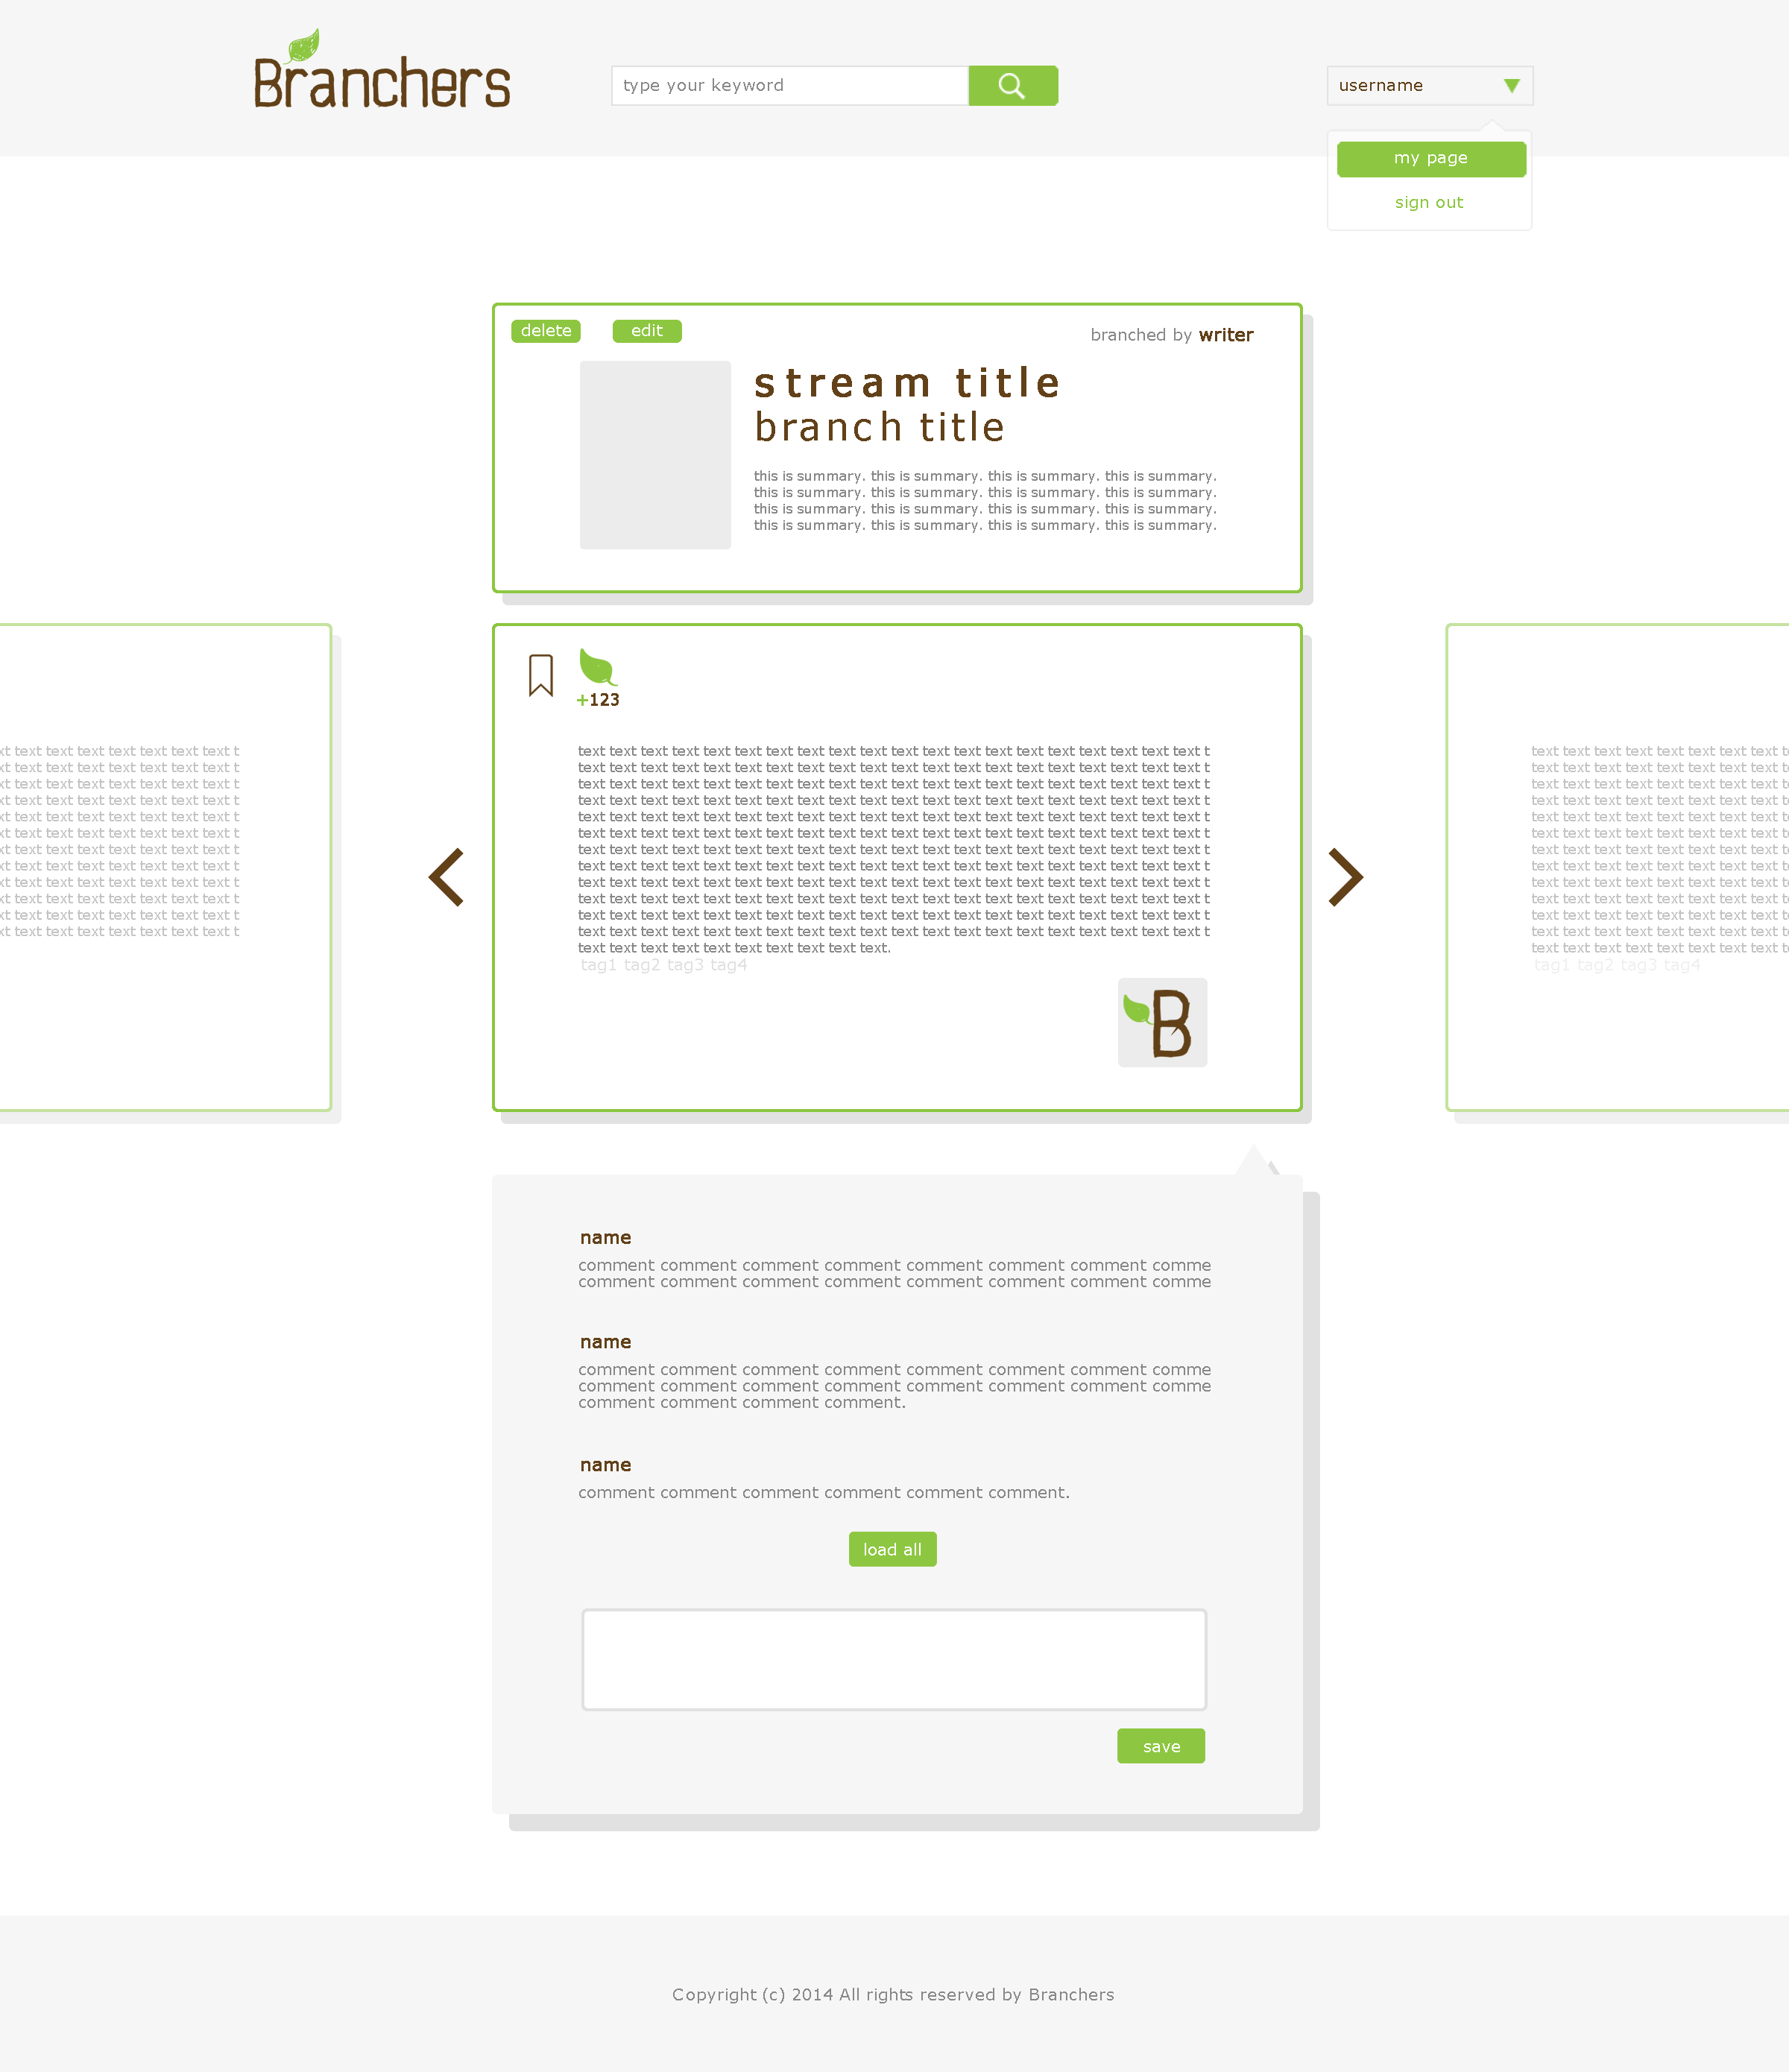 Branchers
type your keyword
username
my page
sign out
delete
edit
branched by writer
stream title
branch title
this is summary. this is summary. this is summary. this is summary.
this is summary. this is summary. this is summary. this is summary.
this is summary. this is summary. this is summary. this is summary.
this is summary. this is summary. this is summary. this is summary.
+123
xt text text text text text text text t
xt text text text text text text text t
xt text text text text text text text t
xt text text text text text text text t
xt text text text text text text text t
xt text text text text text text text t
xt text text text text text text text t
xt text text text text text text text t
xt text text text text text text text t
xt text text text text text text text t
xt text text text text text text text t
xt text text text text text text text t
text text text text text text text text text text text text text text text text text text text text t
text text text text text text text text text text text text text text text text text text text text t
text text text text text text text text text text text text text text text text text text text text t
text text text text text text text text text text text text text text text text text text text text t
text text text text text text text text text text text text text text text text text text text text t
text text text text text text text text text text text text text text text text text text text text t
text text text text text text text text text text text text text text text text text text text text t
text text text text text text text text text text text text text text text text text text text text t
text text text text text text text text text text text text text text text text text text text text t
text text text text text text text text text text text text text text text text text text text text t
text text text text text text text text text text text text text text text text text text text text t
text text text text text text text text text text text text text text text text text text text text t
text text text text text text text text text text.
tag1 tag2 tag3 tag4
B
text text text text text text text text te
text text text text text text text text te
text text text text text text text text te
text text text text text text text text te
text text text text text text text text te
text text text text text text text text te
text text text text text text text text te
text text text text text text text text te
text text text text text text text text te
text text text text text text text text te
text text text text text text text text te
text text text text text text text text te
text text text text text text text text te
tag1 tag2 tag3 tag4
name
comment comment comment comment comment comment comment comme
comment comment comment comment comment comment comment comme
name
comment comment comment comment comment comment comment comme
comment comment comment comment comment comment comment comme
comment comment comment comment.
name
comment comment comment comment comment comment.
load all
save
Copyright (c) 2014 All rights reserved by Branchers